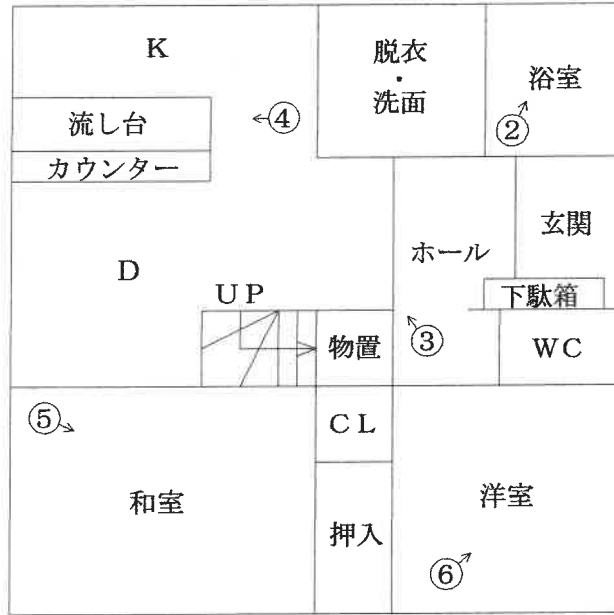 K
脱衣
・
洗面
浴室
②
④
流し台
カウンター
玄関
ホール
D
UP
下駄箱
物置
③
WC
⑤
CL
和室
洋室
押入
⑥